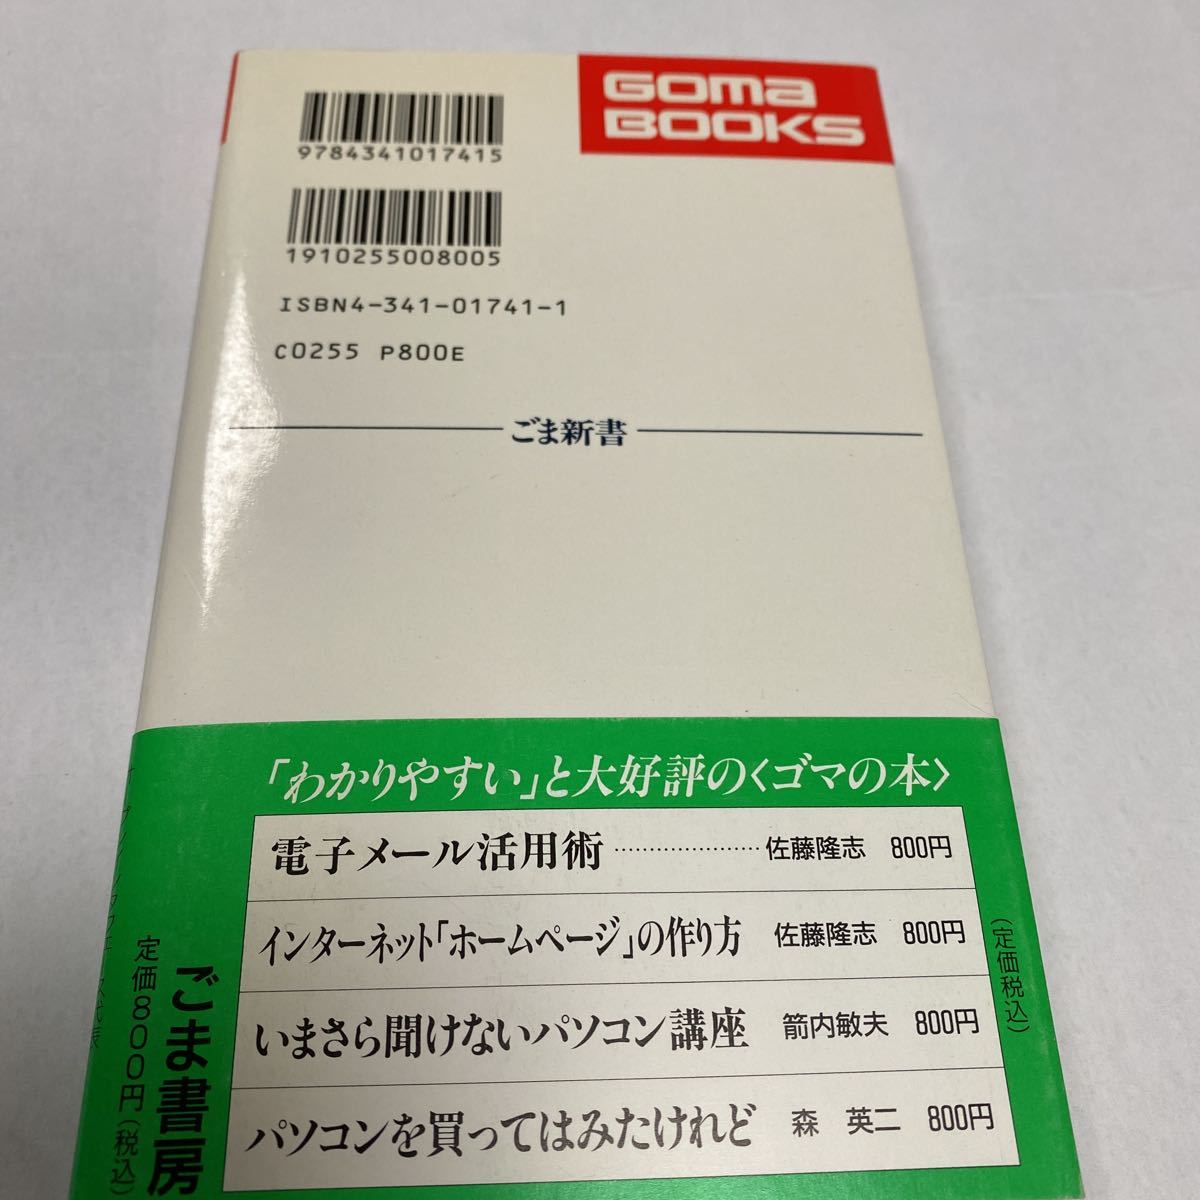 GOMA
BOOKS
9784341017415
1910255008005
ISBN4-341-01741-1
C0255 P800E
ごま新書
「わかりやすい」と大好評の〈ゴマの本〉
電子メール活用術…………………佐藤隆志 800円
インターネット「ホームページ」の作り方 佐藤隆志 800円
いまさら聞けないパソコン講座 箭内敏夫 800円
パソコンを買ってはみたけれど 森 英二 800円
(定価税込)
ごま書房
定価800円(税込)